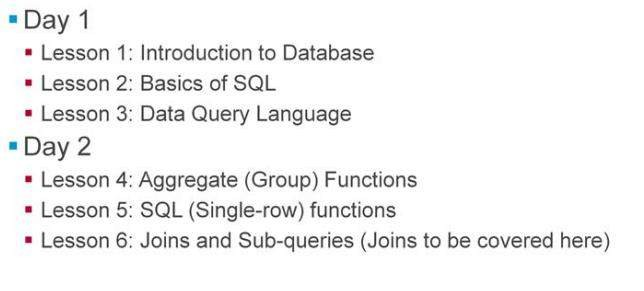 Day 1
Lesson 1: Introduction to Database
Lesson 2: Basics of SQL
Lesson 3: Data Query Language
Day 2
Lesson 4: Aggregate (Group) Functions
Lesson 5: SQL (Single-row) functions
Lesson 6: Joins and Sub-queries (Joins to be covered here)